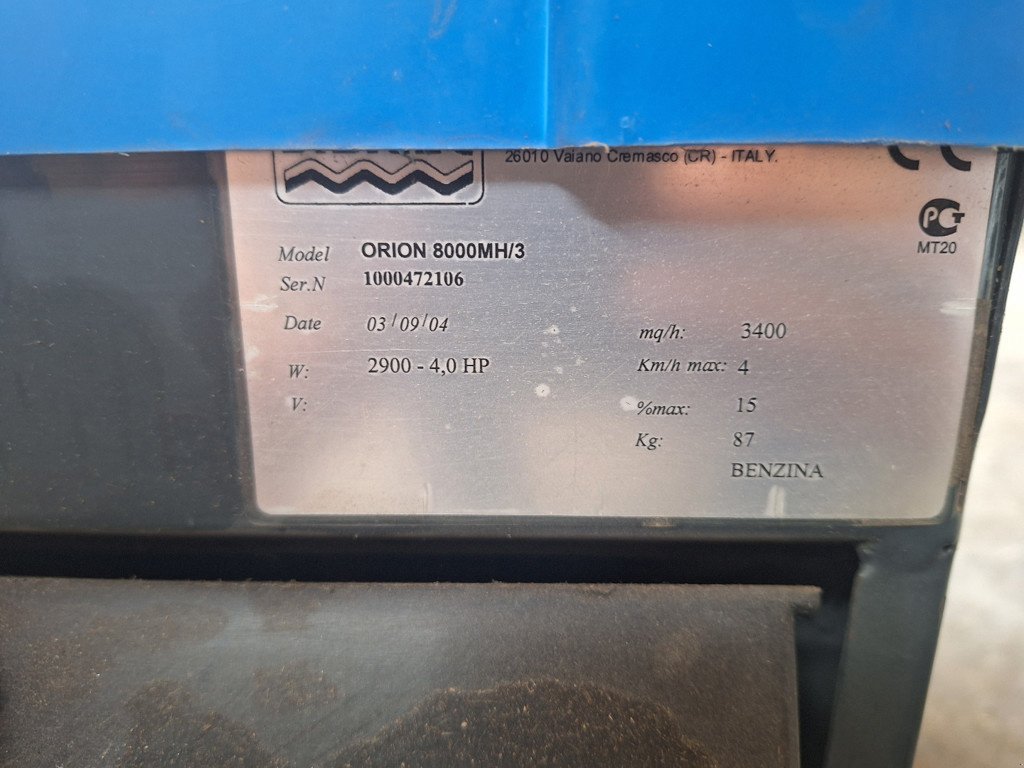 26010 Vaiano Cremasco (CR) - ITALY.
PCT
MT20
Model ORION 8000MH/3
Ser.N 1000472106
Date 03/09/04
W: 2900 - 4,0 HP
V:
mq/h: 3400
Km/h max: 4
%max: 15
Kg: 87
BENZINA